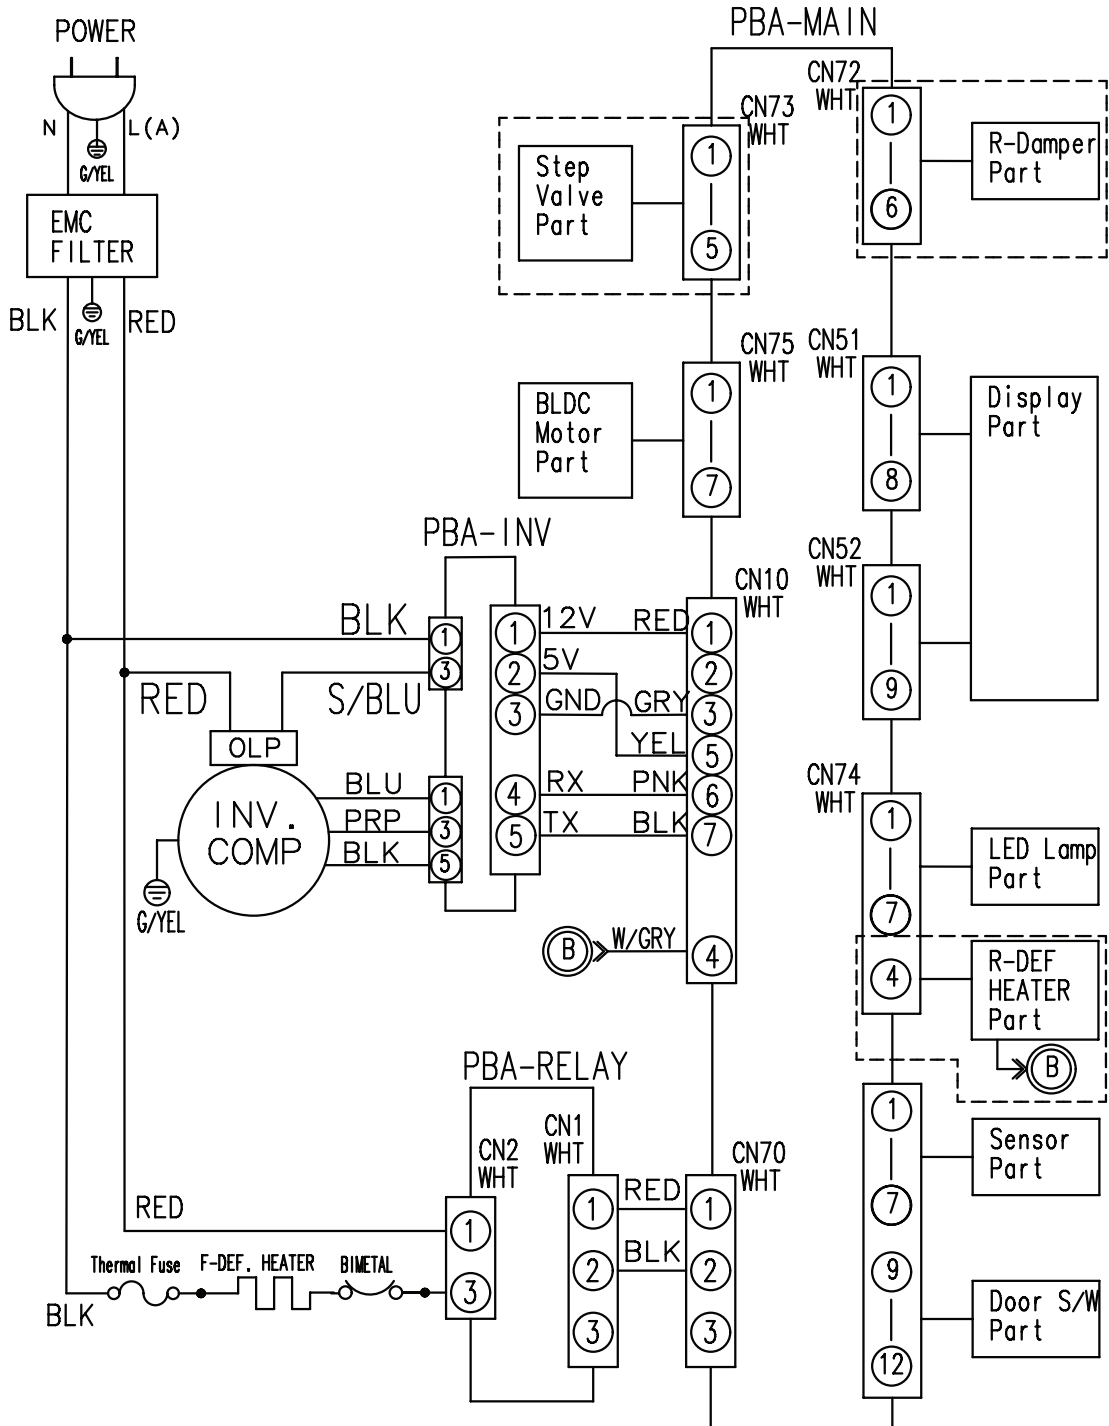 PBA-MAIN
POWER
N
L(A)
G/YEL
EMC
FILTER
BLK
G/YEL
RED
CN73
WHT
1
5
Step
Valve
Part
CN72
WHT
1
6
R-Damper
Part
CN75
WHT
1
7
BLDC
Motor
Part
CN51
WHT
1
8
Display
Part
CN52
WHT
1
9
PBA-INV
BLK
1
3
RED
S/BLU
OLP
INV.
COMP
G/YEL
BLU
PRP
BLK
1
3
5
1
2
3
4
5
12V
RED
5V
GND
GRY
YEL
RX
PNK
TX
BLK
CN10
WHT
1
2
3
5
6
7
4
B
W/GRY
CN74
WHT
1
7
4
LED Lamp
Part
R-DEF
HEATER
Part
B
1
7
9
12
Sensor
Part
Door S/W
Part
PBA-RELAY
CN2
WHT
CN1
WHT
CN70
WHT
RED
1
3
1
2
3
RED
BLK
1
2
3
Thermal Fuse
F-DEF. HEATER
BIMETAL
BLK